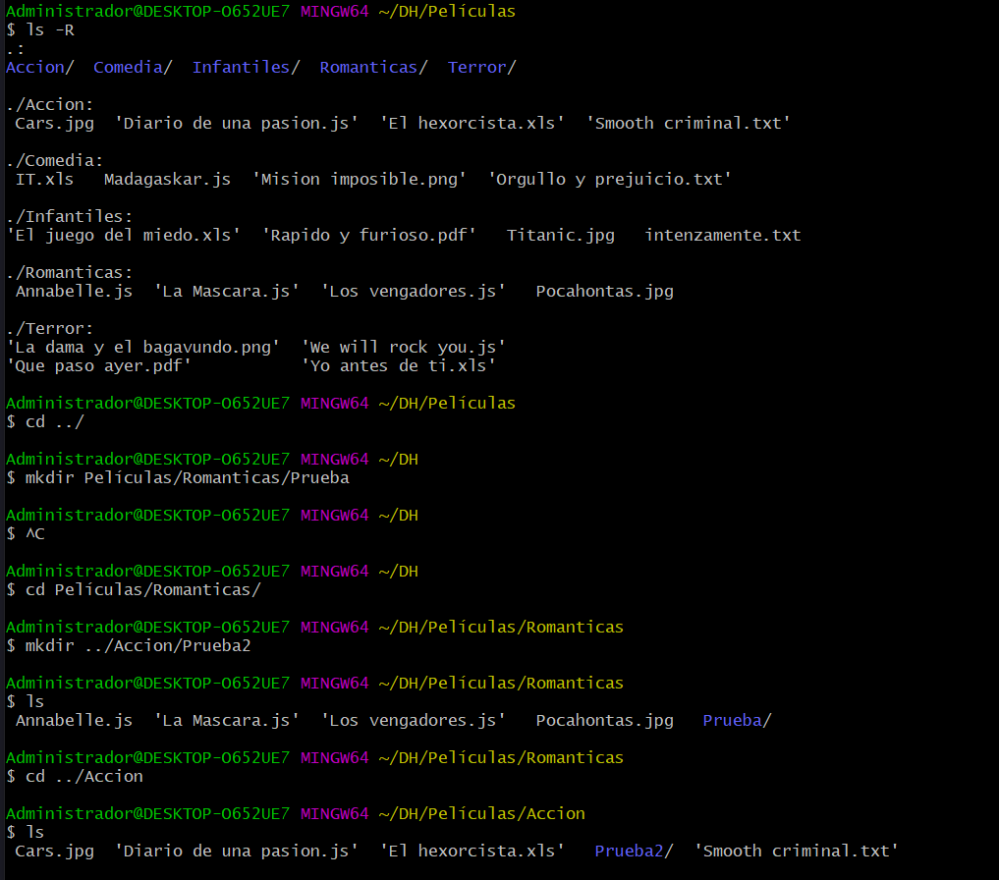 Administrador@DESKTOP-O652UE7 MINGW64 ~/DH/Películas
$ ls -R
.:
Accion/  Comedia/  Infantiles/  Romanticas/  Terror/

./Accion:
 Cars.jpg  'Diario de una pasion.js'  'El hexorcista.xls'  'Smooth criminal.txt'

./Comedia:
 IT.xls   Madagaskar.js  'Mision imposible.png'  'Orgullo y prejuicio.txt'

./Infantiles:
'El juego del miedo.xls'  'Rapido y furioso.pdf'   Titanic.jpg   intenzamente.txt

./Romanticas:
 Annabelle.js  'La Mascara.js'  'Los vengadores.js'   Pocahontas.jpg

./Terror:
'La dama y el bagavundo.png'  'We will rock you.js'
'Que paso ayer.pdf'           'Yo antes de ti.xls'

Administrador@DESKTOP-O652UE7 MINGW64 ~/DH/Películas
$ cd ../

Administrador@DESKTOP-O652UE7 MINGW64 ~/DH
$ mkdir Películas/Romanticas/Prueba

Administrador@DESKTOP-O652UE7 MINGW64 ~/DH
$ ^C

Administrador@DESKTOP-O652UE7 MINGW64 ~/DH
$ cd Películas/Romanticas/

Administrador@DESKTOP-O652UE7 MINGW64 ~/DH/Películas/Romanticas
$ mkdir ../Accion/Prueba2

Administrador@DESKTOP-O652UE7 MINGW64 ~/DH/Películas/Romanticas
$ ls
 Annabelle.js  'La Mascara.js'  'Los vengadores.js'   Pocahontas.jpg   Prueba/

Administrador@DESKTOP-O652UE7 MINGW64 ~/DH/Películas/Romanticas
$ cd ../Accion

Administrador@DESKTOP-O652UE7 MINGW64 ~/DH/Películas/Accion
$ ls
 Cars.jpg  'Diario de una pasion.js'  'El hexorcista.xls'   Prueba2/  'Smooth criminal.txt'